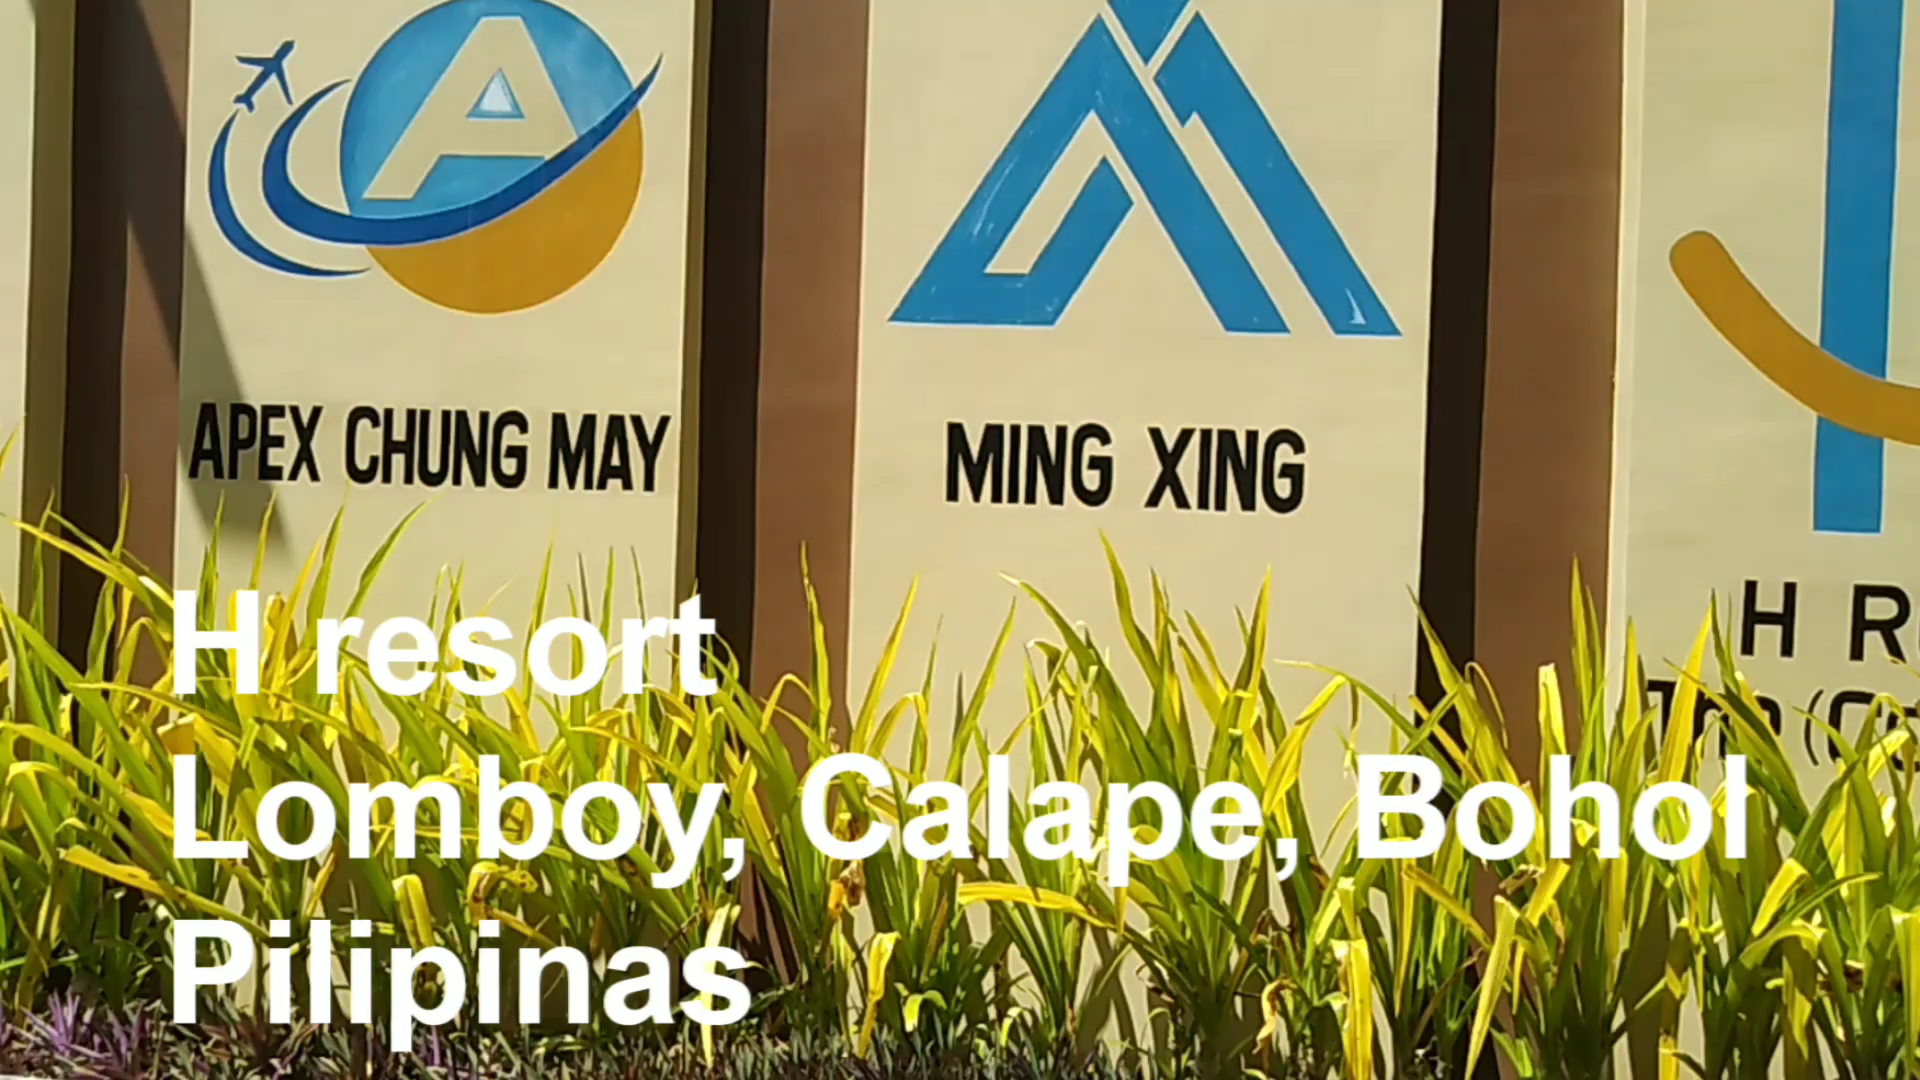 A
APEX CHUNG MAY
MING XING
H
H resort
Lomboy, Calape, Bohol
Pilipinas